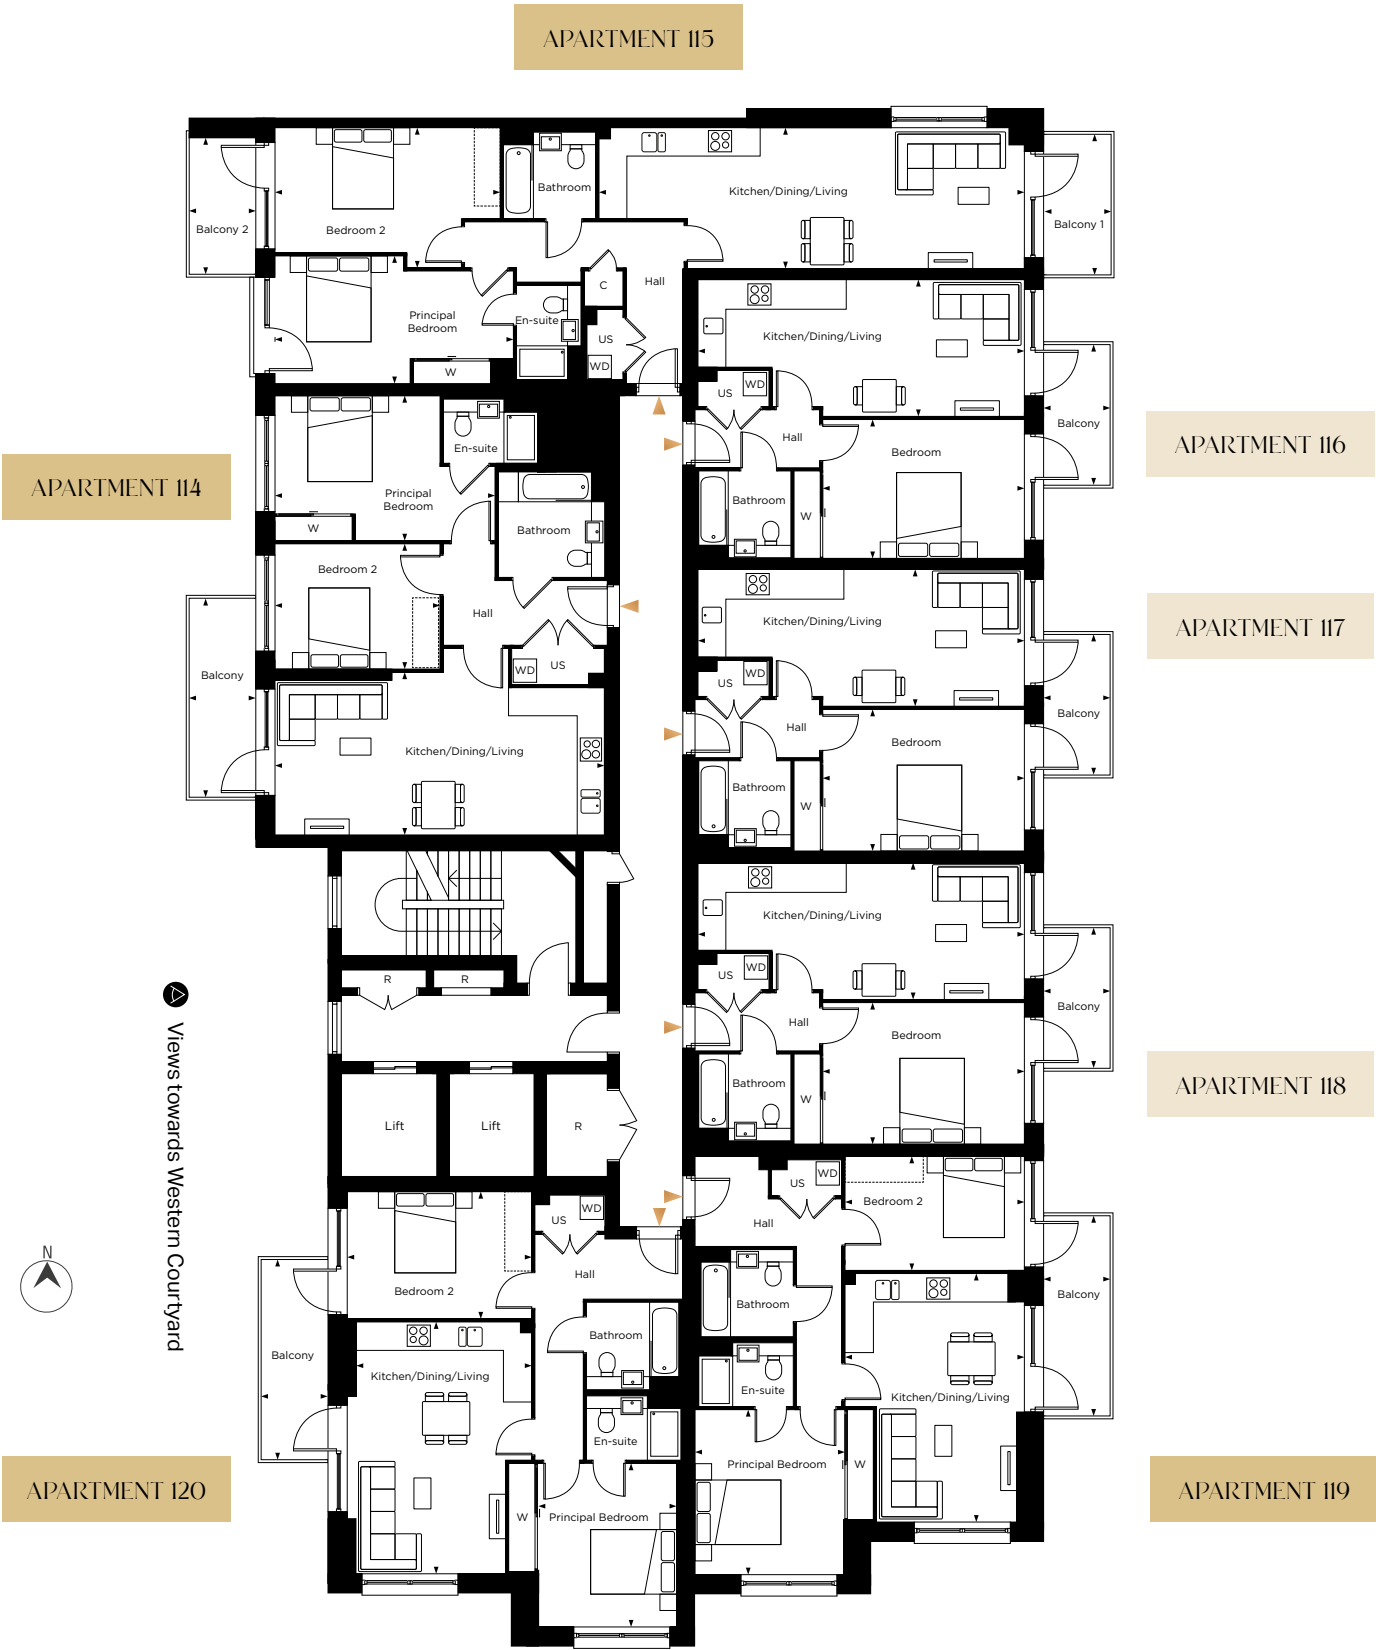 APARTMENT 115
Balcony 2
Bedroom 2
Bathroom
Kitchen/Dining/Living
Balcony 1
Principal
Bedroom
W
En-suite
C
Hall
US
WD
APARTMENT 114
Principal
Bedroom
W
En-suite
Bathroom
Bedroom 2
Hall
WD
US
Balcony
Kitchen/Dining/Living
APARTMENT 116
Kitchen/Dining/Living
US
WD
Hall
Bedroom
Bathroom
W
Balcony
APARTMENT 117
Kitchen/Dining/Living
US
WD
Hall
Bedroom
Bathroom
W
Balcony
APARTMENT 118
Kitchen/Dining/Living
US
WD
Hall
Bedroom
Bathroom
W
Balcony
R
R
Lift
Lift
R
Views towards Western Courtyard
N
APARTMENT 119
US
WD
Bedroom 2
Hall
Bathroom
Balcony
En-suite
Kitchen/Dining/Living
Principal Bedroom
W
APARTMENT 120
US
WD
Bedroom 2
Hall
Bathroom
Balcony
Kitchen/Dining/Living
En-suite
W
Principal Bedroom